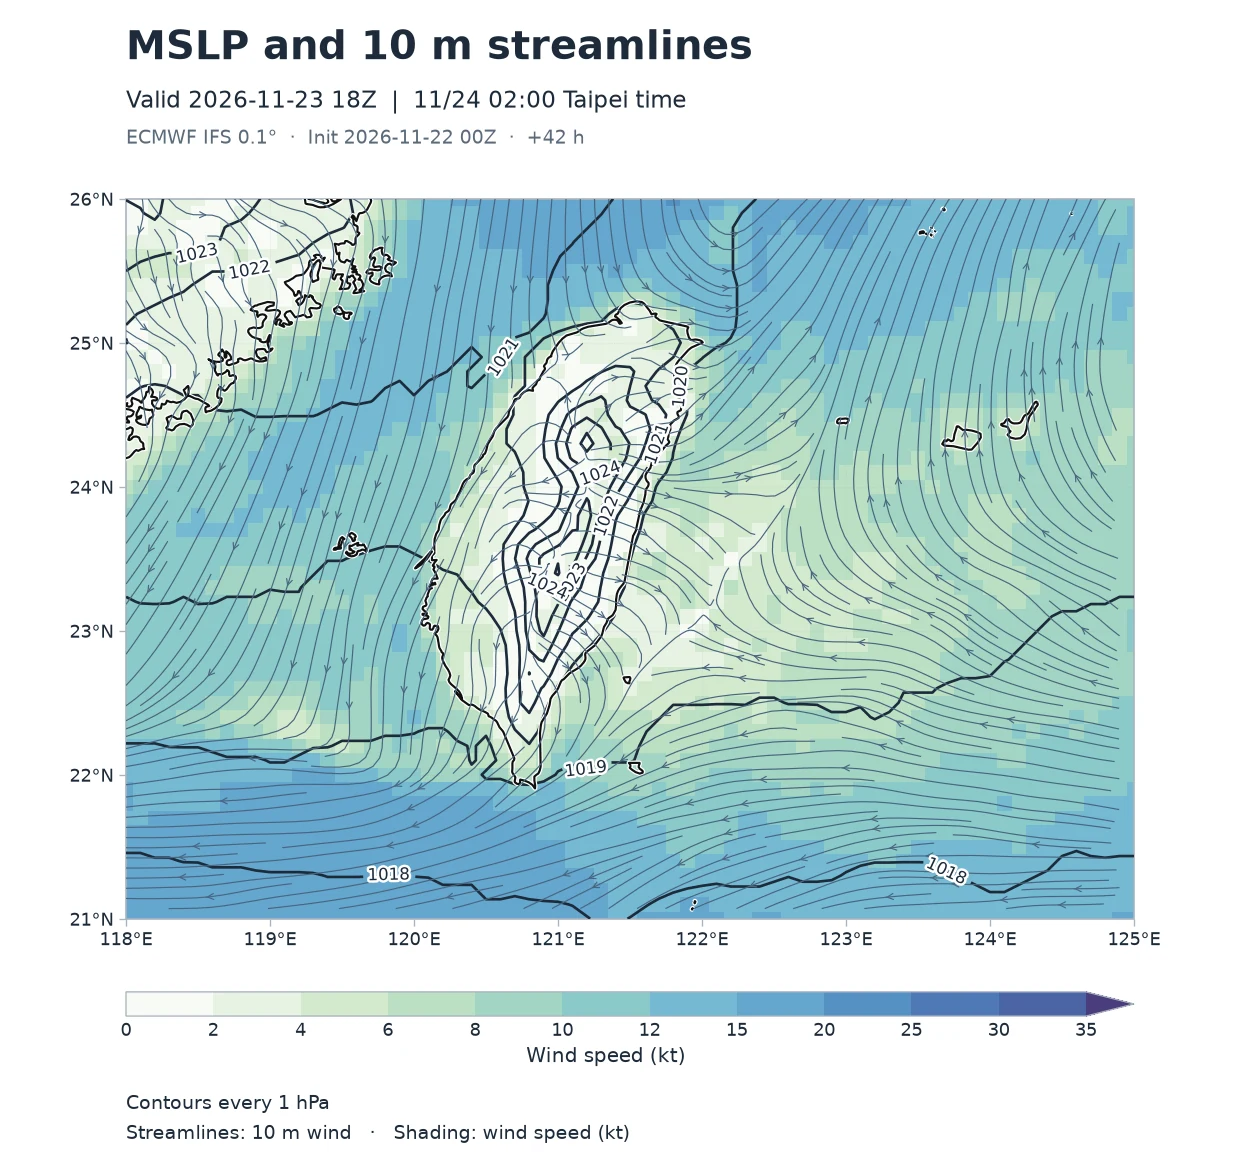 MSLP and 10 m streamlines
Valid 2026-11-23 18Z | 11/24 02:00 Taipei time
ECMWF IFS 0.1° · Init 2026-11-22 00Z · +42 h
26°N
25°N
24°N
23°N
22°N
21°N
1023
1022
1021
1020
1021
1024
1022
1023
1024
1019
1018
1018
118°E 119°E 120°E 121°E 122°E 123°E 124°E 125°E
0 2 4 6 8 10 12 15 20 25 30 35
Wind speed (kt)
Contours every 1 hPa
Streamlines: 10 m wind · Shading: wind speed (kt)